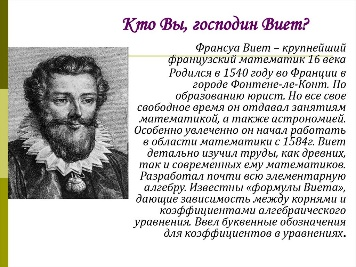 Кто Вы, господин Виет?
Франсуа Виет – крупнейший
французский математик 16 века
Родился в 1540 году во Франции в
городе Фонтене-ле-Конт. По
образованию юрист. Но все свое
свободное время он отдавал занятиям
математикой, а также астрономией.
Особенно увлеченно он начал работать
в области математики с 1584г. Виет
детально изучил труды, как древних,
так и современных ему математиков.
Разработал почти всю элементарную
алгебру. Известны «формулы Виета»,
дающие зависимость между корнями и
коэффициентами алгебраического
уравнения. Ввел буквенные обозначения
для коэффициентов в уравнениях.